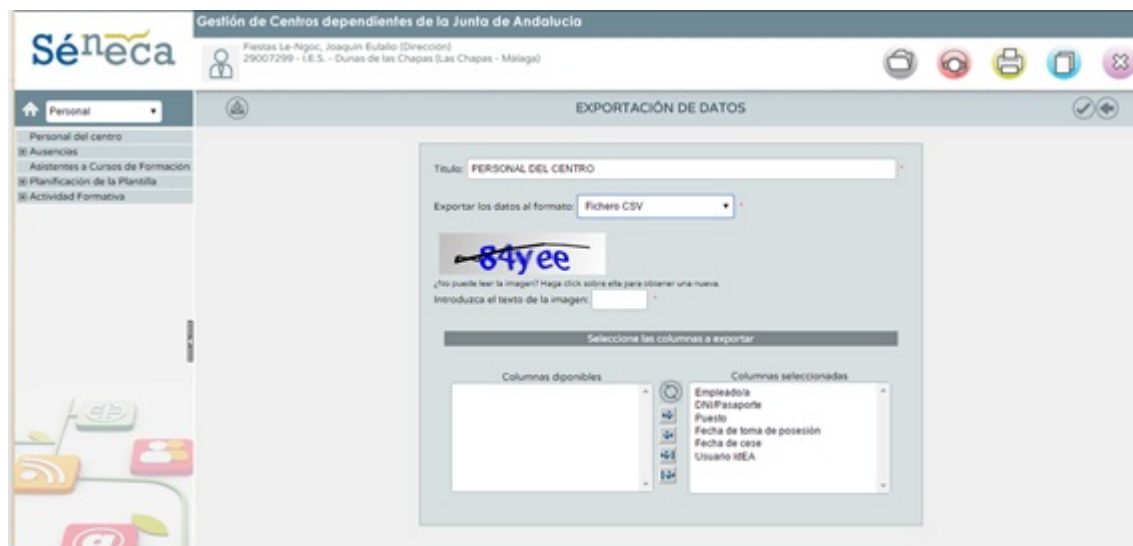 Gestión de Centros dependientes de la Junta de Andalucía
Séneca
Fiestas Le-Ngoc, Joaquin Eulalio (Dirección)
29007299 - I.E.S. - Dunas de las Chapas (Las Chapas - Málaga)
Personal
EXPORTACIÓN DE DATOS
Personal del centro
Ausencias
Asistentes a Cursos de Formación
Planificación de la Plantilla
Actividad Formativa
Título: PERSONAL DEL CENTRO *
Exportar los datos al formato: Fichero CSV *
84yee
¿No puede leer la imagen? Haga click sobre ella para obtener una nueva.
Introduzca el texto de la imagen: *
Seleccione las columnas a exportar
Columnas diponibles
Columnas seleccionadas
Empleado/a
DNI/Pasaporte
Puesto
Fecha de toma de posesión
Fecha de cese
Usuario IdEA